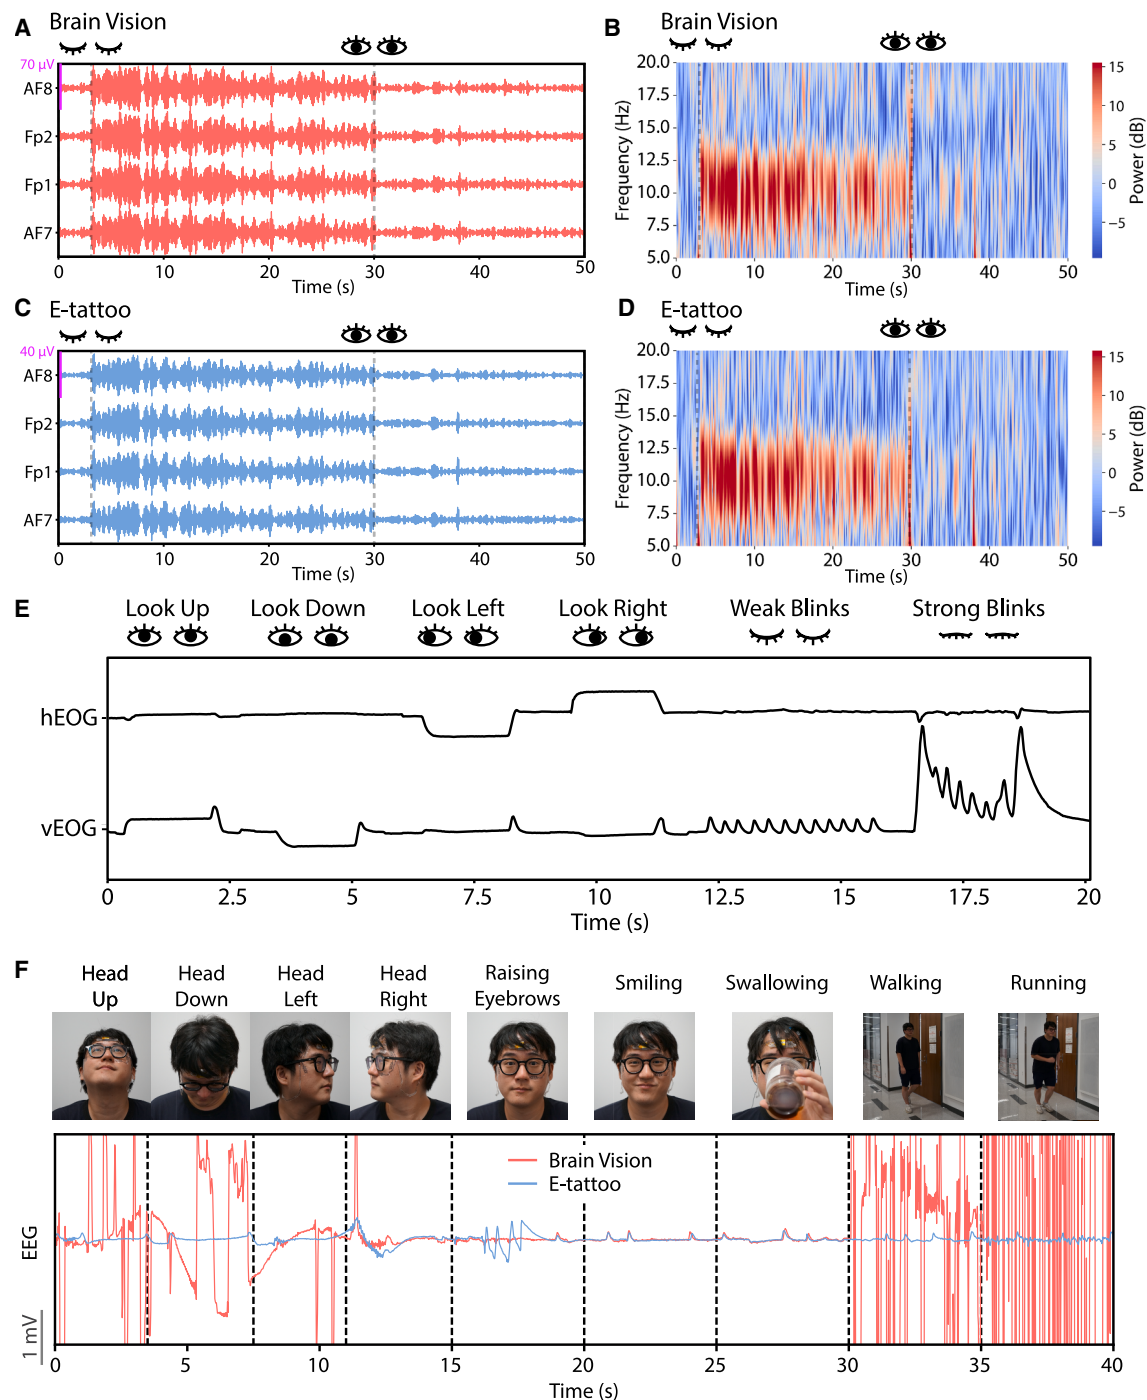 A Brain Vision
70 μV
AF8
Fp2
Fp1
AF7
0 10 20 30 40 50
Time (s)
B Brain Vision
20.0
17.5
15.0
12.5
10.0
7.5
5.0
Frequency (Hz)
0 10 20 30 40 50
Time (s)
15
10
5
0
−5
Power (dB)
C E-tattoo
40 μV
AF8
Fp2
Fp1
AF7
0 10 20 30 40 50
Time (s)
D E-tattoo
20.0
17.5
15.0
12.5
10.0
7.5
5.0
Frequency (Hz)
0 10 20 30 40 50
Time (s)
15
10
5
0
−5
Power (dB)
E Look Up Look Down Look Left Look Right Weak Blinks Strong Blinks
hEOG
vEOG
0 2.5 5 7.5 10 12.5 15 17.5 20
Time (s)
F
Head Up
Head Down
Head Left
Head Right
Raising Eyebrows
Smiling
Swallowing
Walking
Running
Brain Vision
E-tattoo
EEG
1 mV
0 5 10 15 20 25 30 35 40
Time (s)